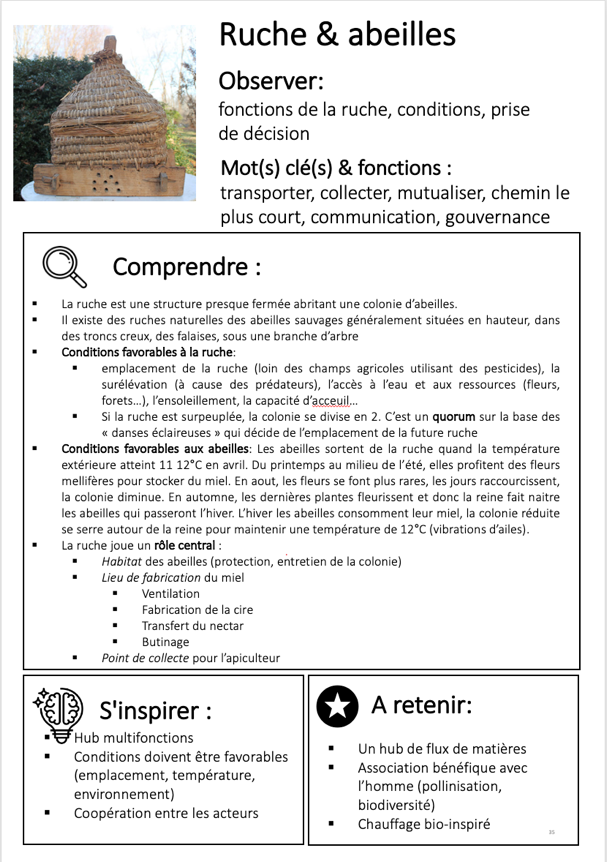 Ruche & abeilles
Observer:
fonctions de la ruche, conditions, prise
de décision
Mot(s) clé(s) & fonctions :
transporter, collecter, mutualiser, chemin le
plus court, communication, gouvernance
Comprendre :
▪ La ruche est une structure presque fermée abritant une colonie d'abeilles.
▪ Il existe des ruches naturelles des abeilles sauvages généralement situées en hauteur, dans
des troncs creux, des falaises, sous une branche d'arbre
▪ Conditions favorables à la ruche:
▪ emplacement de la ruche (loin des champs agricoles utilisant des pesticides), la
surélévation (à cause des prédateurs), l'accès à l'eau et aux ressources (fleurs,
forets…), l'ensoleillement, la capacité d'acceuil…
▪ Si la ruche est surpeuplée, la colonie se divise en 2. C'est un quorum sur la base des
« danses éclaireuses » qui décide de l'emplacement de la future ruche
▪ Conditions favorables aux abeilles: Les abeilles sortent de la ruche quand la température
extérieure atteint 11 12°C en avril. Du printemps au milieu de l'été, elles profitent des fleurs
mellifères pour stocker du miel. En aout, les fleurs se font plus rares, les jours raccourcissent,
la colonie diminue. En automne, les dernières plantes fleurissent et donc la reine fait naitre
les abeilles qui passeront l'hiver. L'hiver les abeilles consomment leur miel, la colonie réduite
se serre autour de la reine pour maintenir une température de 12°C (vibrations d'ailes).
▪ La ruche joue un rôle central :
▪ Habitat des abeilles (protection, entretien de la colonie)
▪ Lieu de fabrication du miel
▪ Ventilation
▪ Fabrication de la cire
▪ Transfert du nectar
▪ Butinage
▪ Point de collecte pour l'apiculteur
S'inspirer :
▪ Hub multifonctions
▪ Conditions doivent être favorables
(emplacement, température,
environnement)
▪ Coopération entre les acteurs
A retenir:
▪ Un hub de flux de matières
▪ Association bénéfique avec
l'homme (pollinisation,
biodiversité)
▪ Chauffage bio-inspiré
35